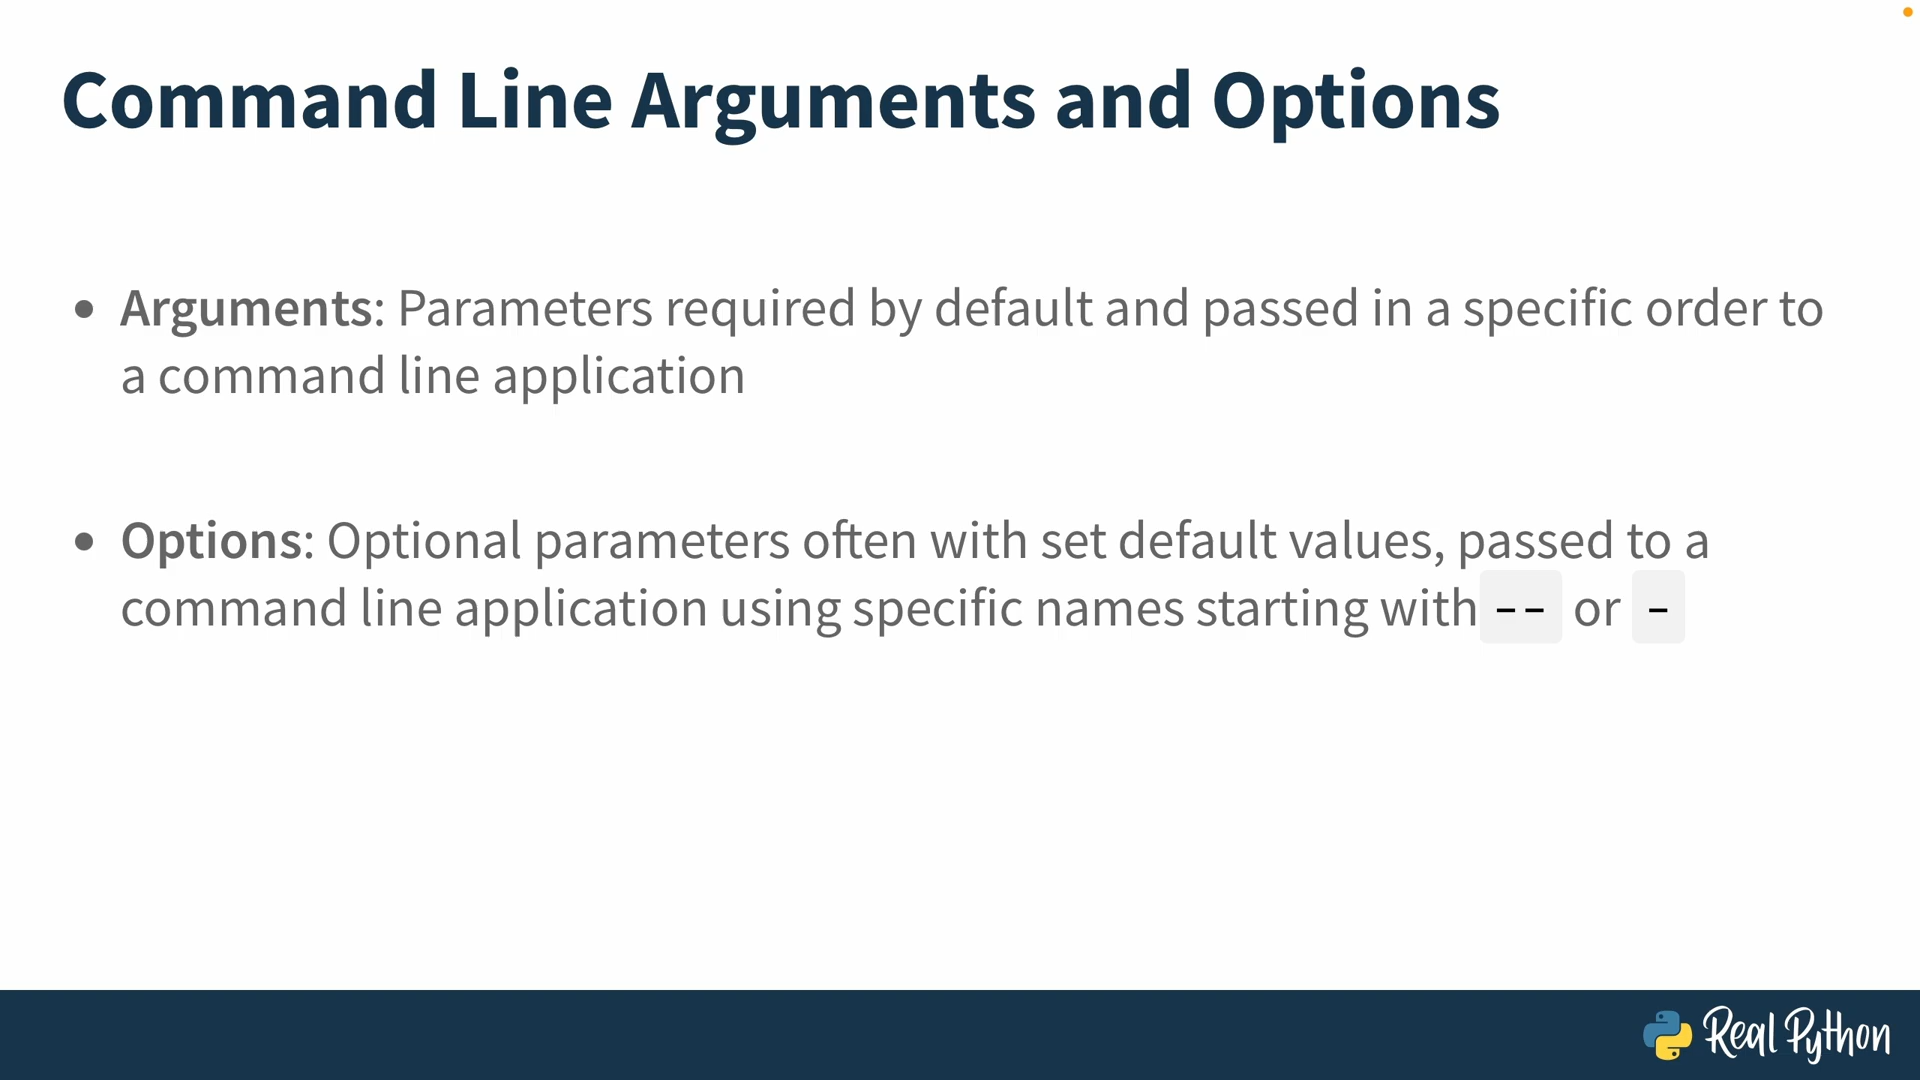 Command Line Arguments and Options
• Arguments: Parameters required by default and passed in a specific order to
a command line application
• Options: Optional parameters often with set default values, passed to a
command line application using specific names starting with -- or -
Real Python